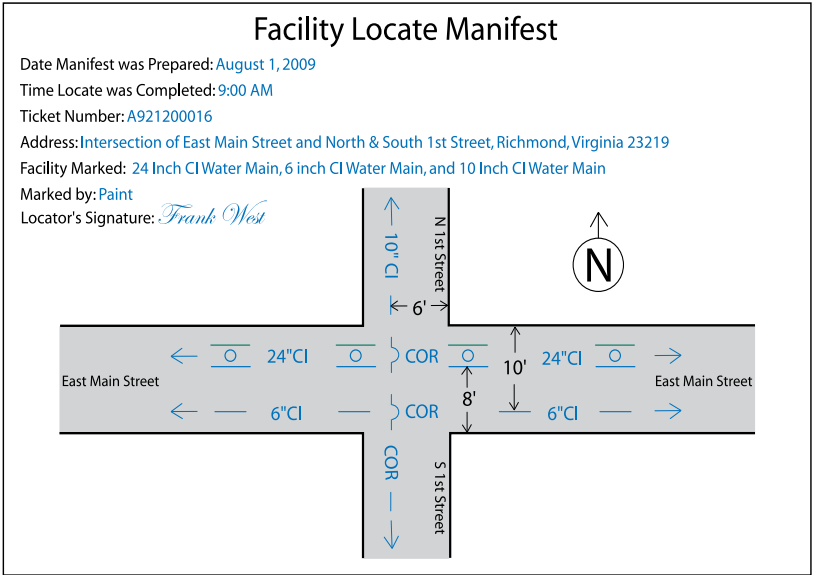 Facility Locate Manifest
Date Manifest was Prepared: August 1, 2009
Time Locate was Completed: 9:00 AM
Ticket Number: A921200016
Address: Intersection of East Main Street and North & South 1st Street, Richmond, Virginia 23219
Facility Marked: 24 Inch CI Water Main, 6 inch CI Water Main, and 10 Inch CI Water Main
Marked by: Paint
Locator's Signature: Frank West
10" CI
N 1st Street
N
6'
24"CI
COR
24"CI
10'
East Main Street
East Main Street
8'
6"CI
COR
6"CI
COR
S 1st Street